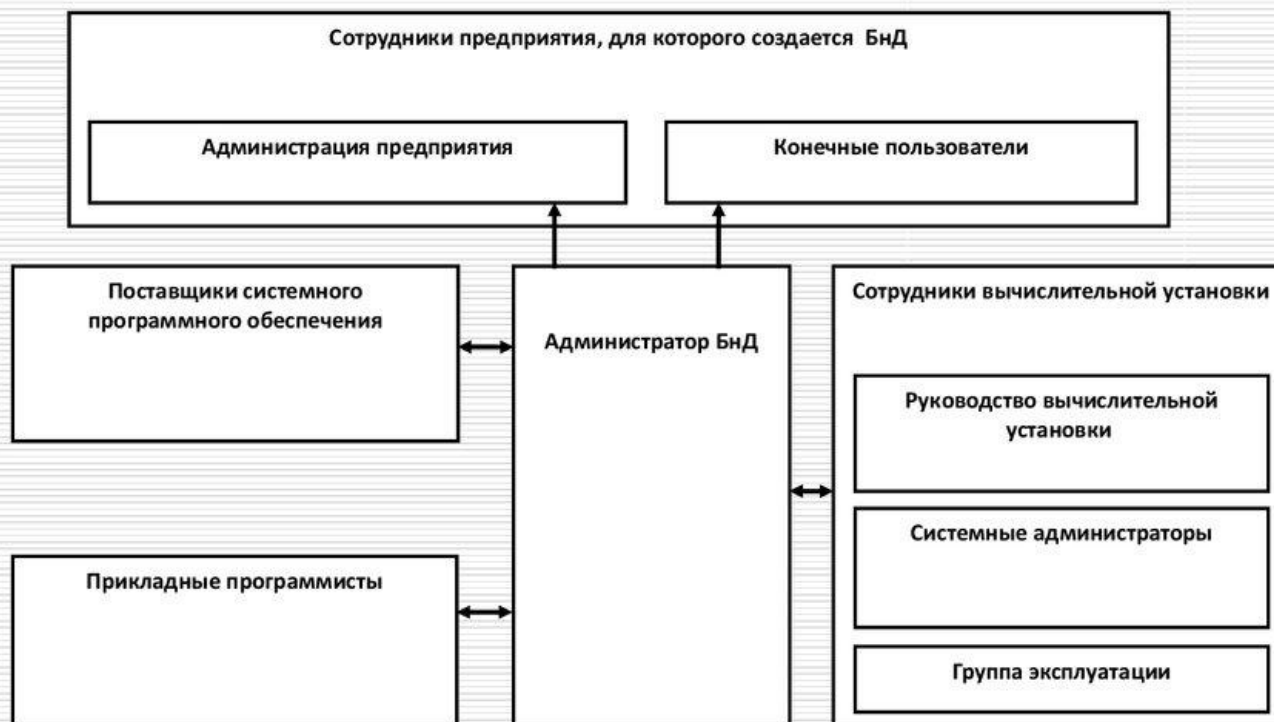 Сотрудники предприятия, для которого создается БнД
Администрация предприятия
Конечные пользователи
Поставщики системного
программного обеспечения
Администратор БнД
Сотрудники вычислительной установки
Руководство вычислительной
установки
Системные администраторы
Прикладные программисты
Группа эксплуатации